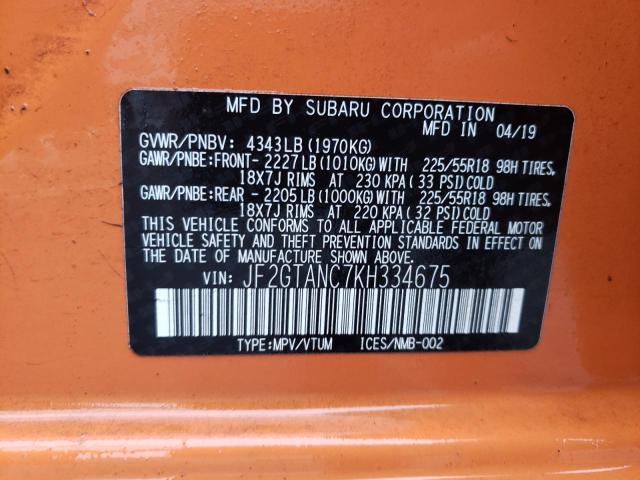 MFD BY SUBARU CORPORATION
MFD IN 04/19
GVWR/PNBV: 4343LB (1970KG)
GAWR/PNBE:FRONT- 2227LB (1010KG) WITH 225/55R18 98H TIRES,
18X7J RIMS AT 230 KPA (33 PSI) COLD
GAWR/PNBE:REAR - 2205LB (1000KG) WITH 225/55R18 98H TIRES,
18X7J RIMS AT 220 KPA (32 PSI) COLD
THIS VEHICLE CONFORMS TO ALL APPLICABLE FEDERAL MOTOR
VEHICLE SAFETY AND THEFT PREVENTION STANDARDS IN EFFECT ON
THE DATE OF MANUFACTURE SHOWN ABOVE.
VIN: JF2GTANC7KH334675
TYPE:MPV/VTUM ICES/NMB-002